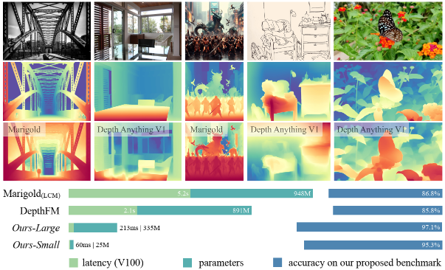 Marigold
Depth Anything V1
Marigold
Depth Anything V1
Depth Anything V1
Marigold(LCM) 5.2s 948M 86.8%
DepthFM 2.1s 891M 85.8%
Ours-Large 213ms | 335M 97.1%
Ours-Small 60ms | 25M 95.3%
latency (V100) parameters accuracy on our proposed benchmark